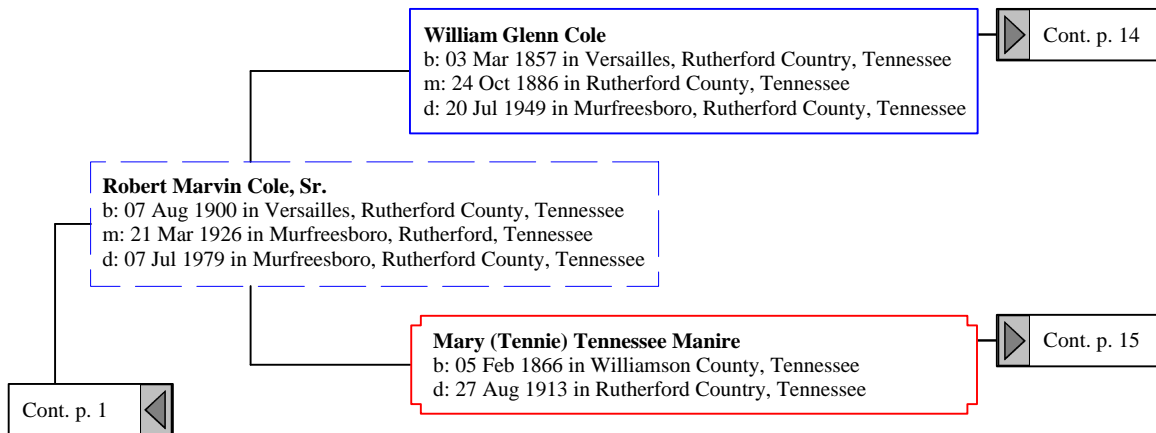 William Glenn Cole
b: 03 Mar 1857 in Versailles, Rutherford Country, Tennessee
m: 24 Oct 1886 in Rutherford County, Tennessee
d: 20 Jul 1949 in Murfreesboro, Rutherford County, Tennessee
Cont. p. 14
Robert Marvin Cole, Sr.
b: 07 Aug 1900 in Versailles, Rutherford County, Tennessee
m: 21 Mar 1926 in Murfreesboro, Rutherford, Tennessee
d: 07 Jul 1979 in Murfreesboro, Rutherford County, Tennessee
Mary (Tennie) Tennessee Manire
b: 05 Feb 1866 in Williamson County, Tennessee
d: 27 Aug 1913 in Rutherford Country, Tennessee
Cont. p. 15
Cont. p. 1